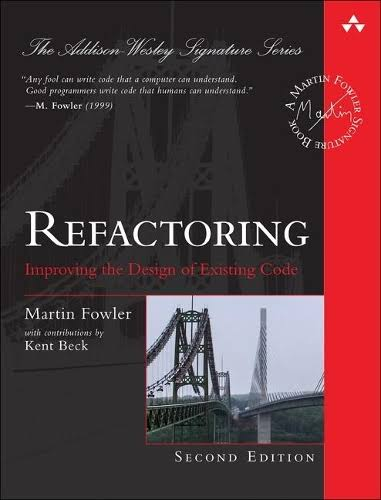 The Addison-Wesley Signature Series
“Any fool can write code that a computer can understand.
Good programmers write code that humans can understand.”
—M. Fowler (1999)
A MARTIN FOWLER SIGNATURE BOOK
Martin
REFACTORING
Improving the Design of Existing Code
Martin Fowler
with contributions by
Kent Beck
SECOND EDITION